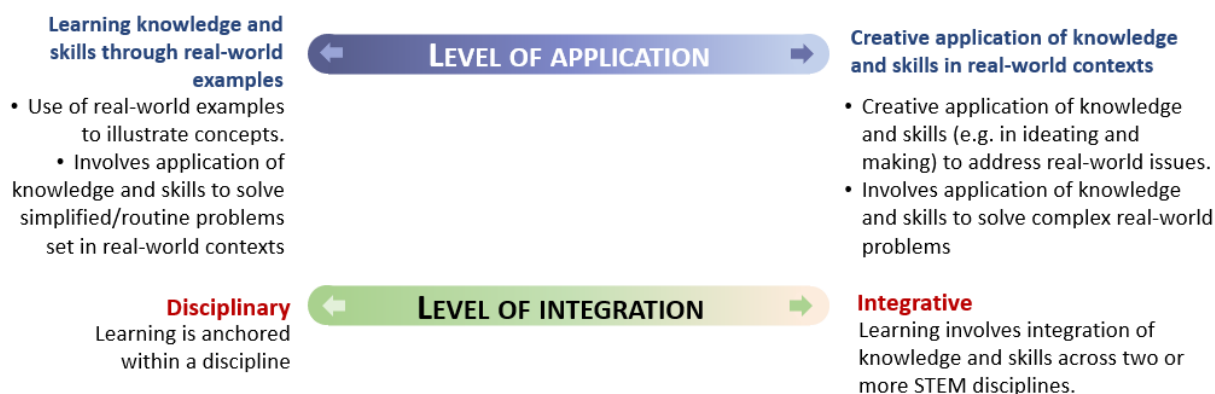 Learning knowledge and
skills through real-world
examples
• Use of real-world examples
to illustrate concepts.
• Involves application of
knowledge and skills to solve
simplified/routine problems
set in real-world contexts
LEVEL OF APPLICATION
Creative application of knowledge
and skills in real-world contexts
• Creative application of knowledge
and skills (e.g. in ideating and
making) to address real-world issues.
• Involves application of knowledge
and skills to solve complex real-world
problems
Disciplinary
Learning is anchored
within a discipline
LEVEL OF INTEGRATION
Integrative
Learning involves integration of
knowledge and skills across two or
more STEM disciplines.